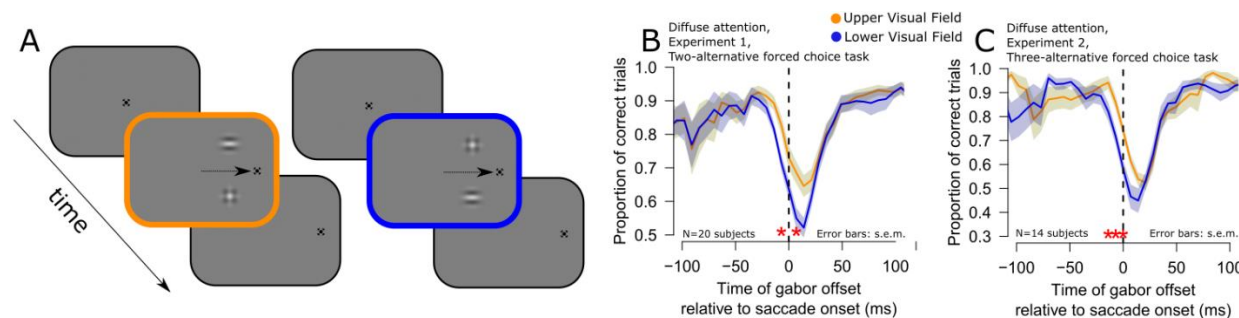 A
time
B
Diffuse attention,
Experiment 1,
Two-alternative forced choice task
Upper Visual Field
Lower Visual Field
Proportion of correct trials
1.0
0.9
0.8
0.7
0.6
0.5
N=20 subjects
Error bars: s.e.m.
−100
−50
0
50
100
Time of gabor offset
relative to saccade onset (ms)
C
Diffuse attention,
Experiment 2,
Three-alternative forced choice task
Proportion of correct trials
1.0
0.9
0.8
0.7
0.6
0.5
0.4
0.3
N=14 subjects
Error bars: s.e.m.
−100
−50
0
50
100
Time of gabor offset
relative to saccade onset (ms)